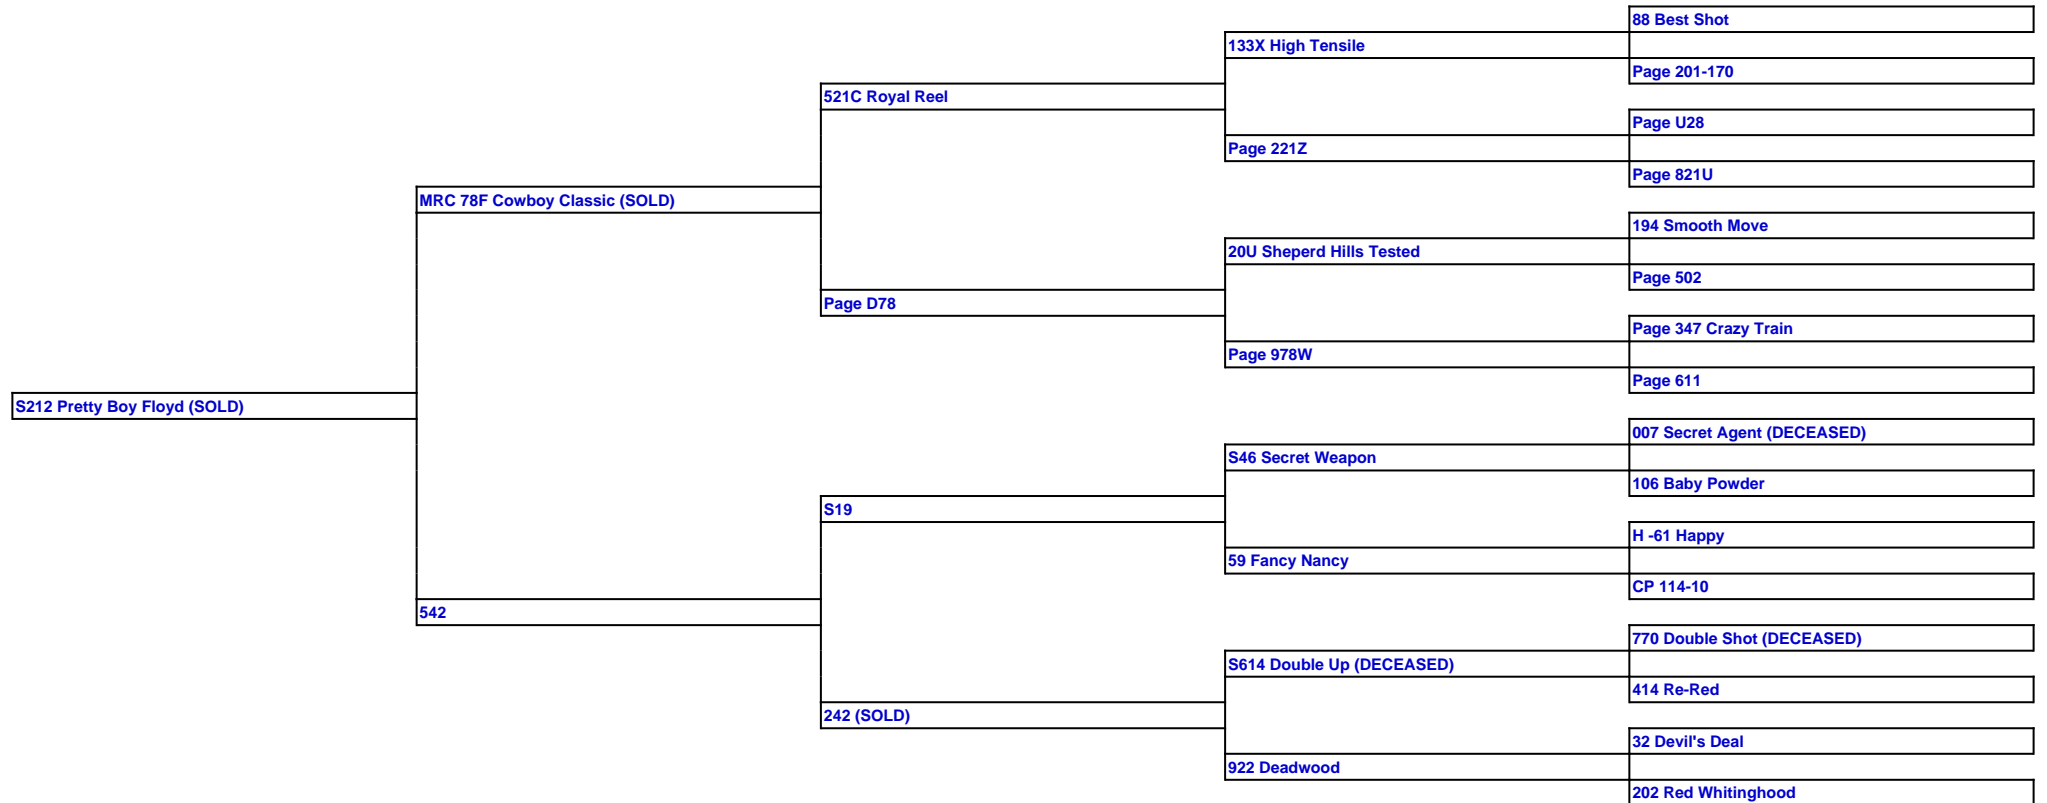 88 Best Shot
133X High Tensile
Page 201-170
521C Royal Reel
Page U28
Page 221Z
Page 821U
MRC 78F Cowboy Classic (SOLD)
194 Smooth Move
20U Sheperd Hills Tested
Page 502
Page D78
Page 347 Crazy Train
Page 978W
Page 611
S212 Pretty Boy Floyd (SOLD)
007 Secret Agent (DECEASED)
S46 Secret Weapon
106 Baby Powder
S19
H -61 Happy
59 Fancy Nancy
CP 114-10
542
770 Double Shot (DECEASED)
S614 Double Up (DECEASED)
414 Re-Red
242 (SOLD)
32 Devil's Deal
922 Deadwood
202 Red Whitinghood